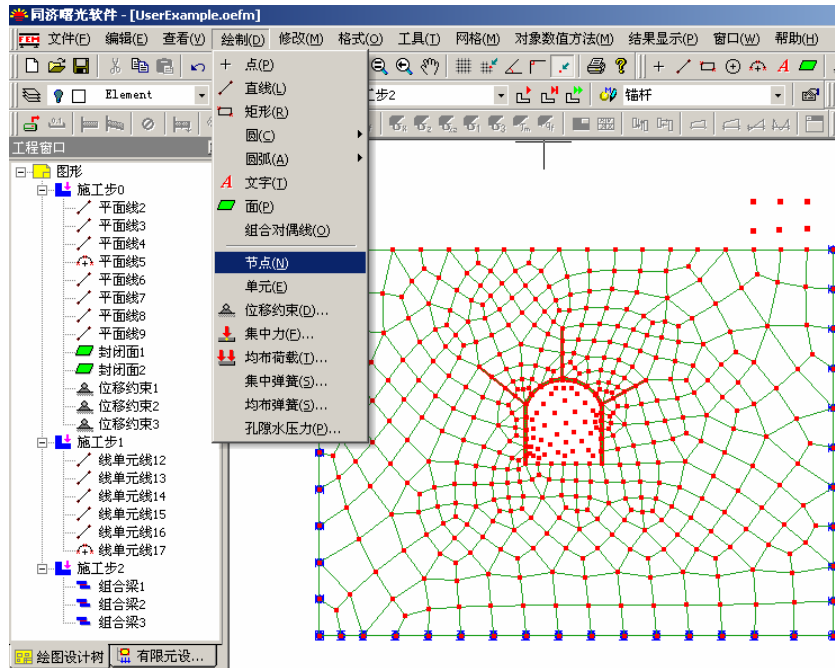 同济曙光软件 - [UserExample.oefm]
FEM 文件(F) 编辑(E) 查看(V) 绘制(D) 修改(M) 格式(O) 工具(T) 网格(M) 对象数值方法(M) 结果显示(P) 窗口(W) 帮助(H)
Element
步2
锚杆
工程窗口
图形
施工步0
平面线2
平面线3
平面线4
平面线5
平面线6
平面线7
平面线8
平面线9
封闭面1
封闭面2
位移约束1
位移约束2
位移约束3
施工步1
线单元线12
线单元线13
线单元线14
线单元线15
线单元线16
线单元线17
施工步2
组合梁1
组合梁2
组合梁3
绘图设计树 有限元设...
点(P)
直线(L)
矩形(R)
圆(C)
圆弧(A)
A 文字(T)
面(P)
组合对偶线(O)
节点(N)
单元(E)
位移约束(D)...
集中力(F)...
均布荷载(T)...
集中弹簧(S)...
均布弹簧(S)...
孔隙水压力(P)...